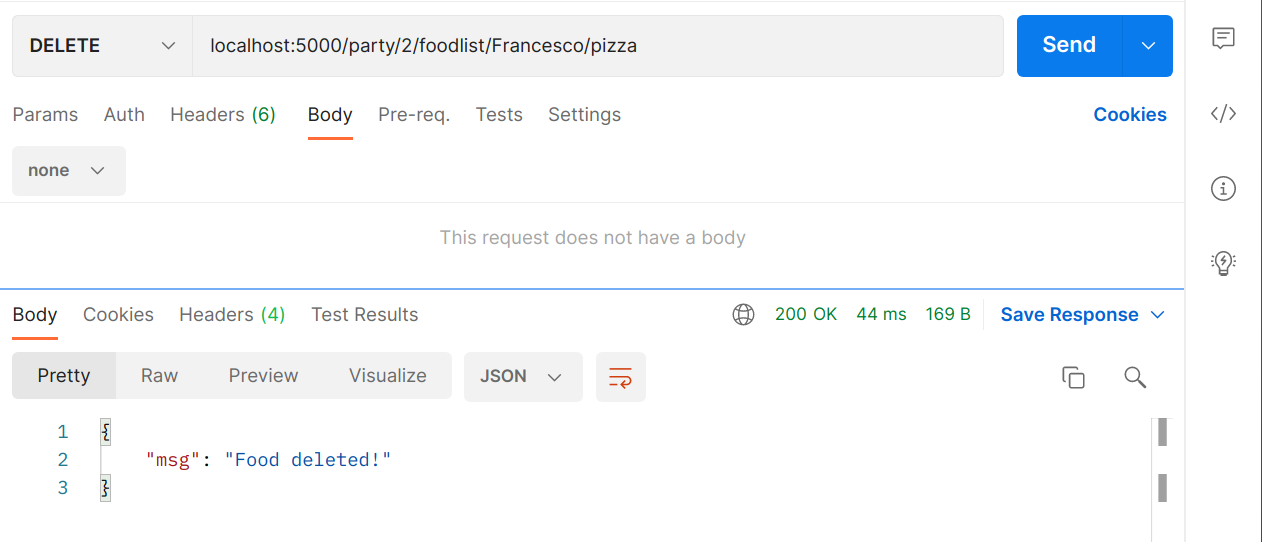 DELETE localhost:5000/party/2/foodlist/Francesco/pizza Send
Params Auth Headers (6) Body Pre-req. Tests Settings Cookies
none
This request does not have a body
Body Cookies Headers (4) Test Results 200 OK 44 ms 169 B Save Response
Pretty Raw Preview Visualize JSON
1 {
2 "msg": "Food deleted!"
3 }